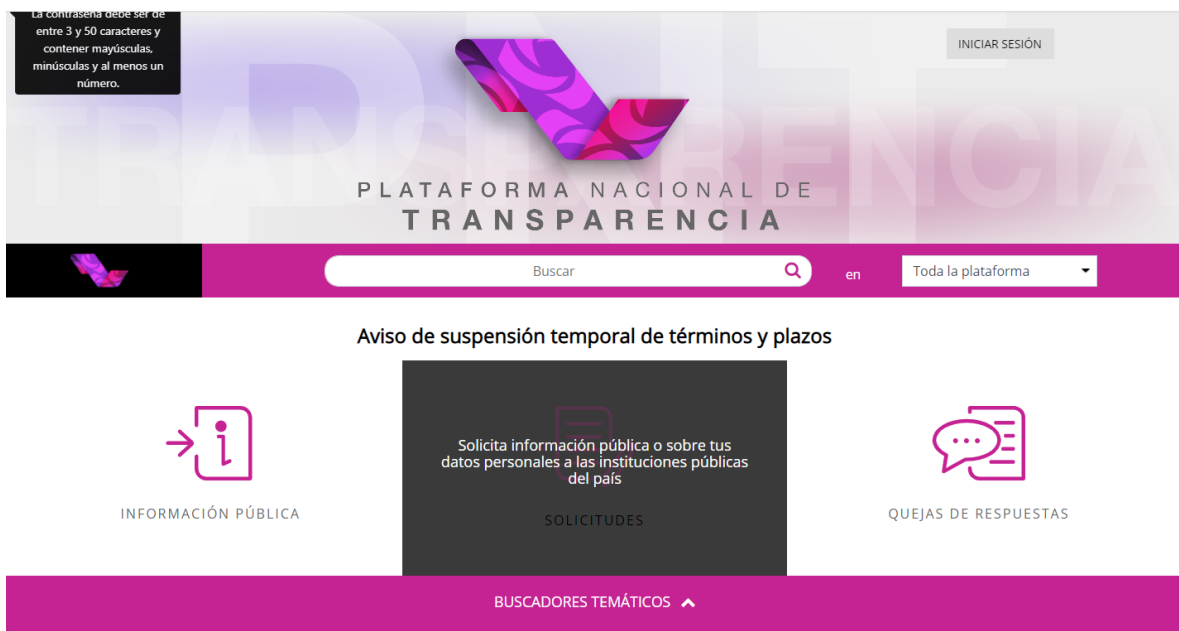 La contraseña debe ser de
entre 3 y 50 caracteres y
contener mayúsculas,
minúsculas y al menos un
número.
PNT
TRANSPARENCIA
INICIAR SESIÓN
PLATAFORMA NACIONAL DE
TRANSPARENCIA
Buscar
en
Toda la plataforma
Aviso de suspensión temporal de términos y plazos
INFORMACIÓN PÚBLICA
Solicita información pública o sobre tus
datos personales a las instituciones públicas
del país
SOLICITUDES
QUEJAS DE RESPUESTAS
BUSCADORES TEMÁTICOS